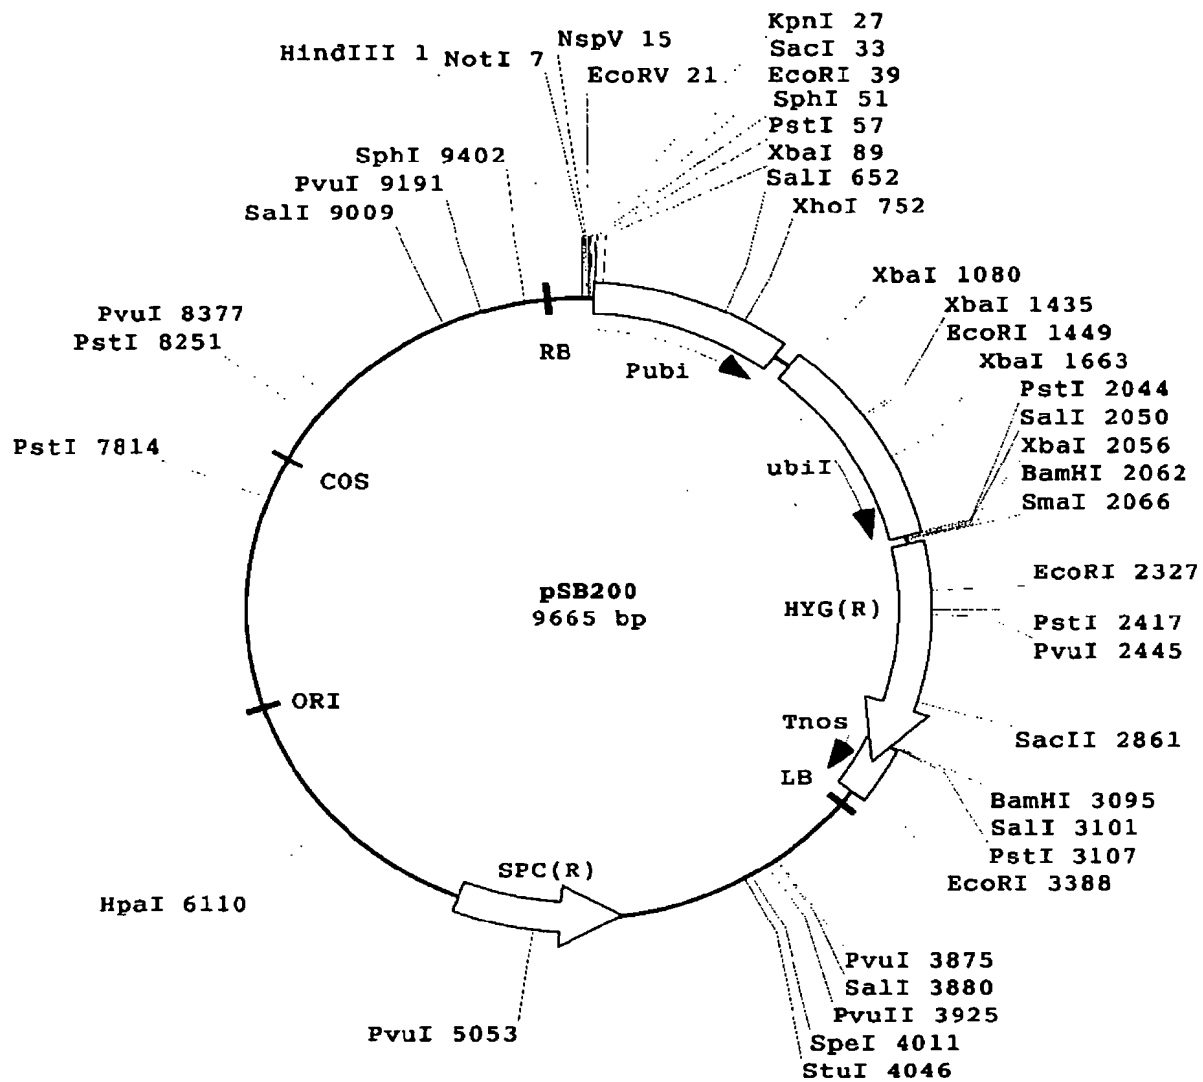 KpnI 27
NspV 15
SacI 33
HindIII 1
NotI 7
EcoRV 21
EcoRI 39
SphI 51
PstI 57
SphI 9402
XbaI 89
PvuI 9191
SalI 652
SalI 9009
XhoI 752
XbaI 1080
PvuI 8377
XbaI 1435
PstI 8251
EcoRI 1449
RB
XbaI 1663
Pubi
PstI 2044
SalI 2050
PstI 7814
XbaI 2056
ubiI
BamHI 2062
COS
SmaI 2066
EcoRI 2327
pSB200
HYG(R)
9665 bp
PstI 2417
PvuI 2445
ORI
Tnos
SacII 2861
LB
BamHI 3095
SalI 3101
PstI 3107
SPC(R)
EcoRI 3388
HpaI 6110
PvuI 3875
SalI 3880
PvuII 3925
PvuI 5053
SpeI 4011
StuI 4046